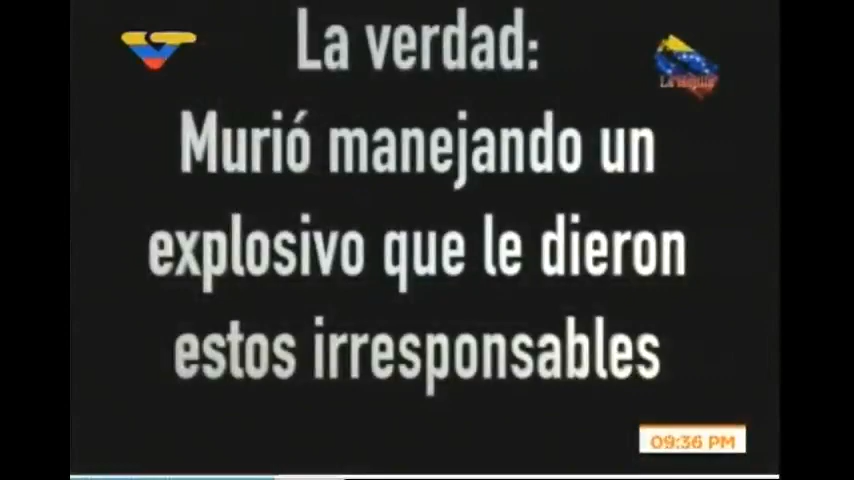 La verdad:
Murió manejando un
explosivo que le dieron
estos irresponsables
09:36 PM